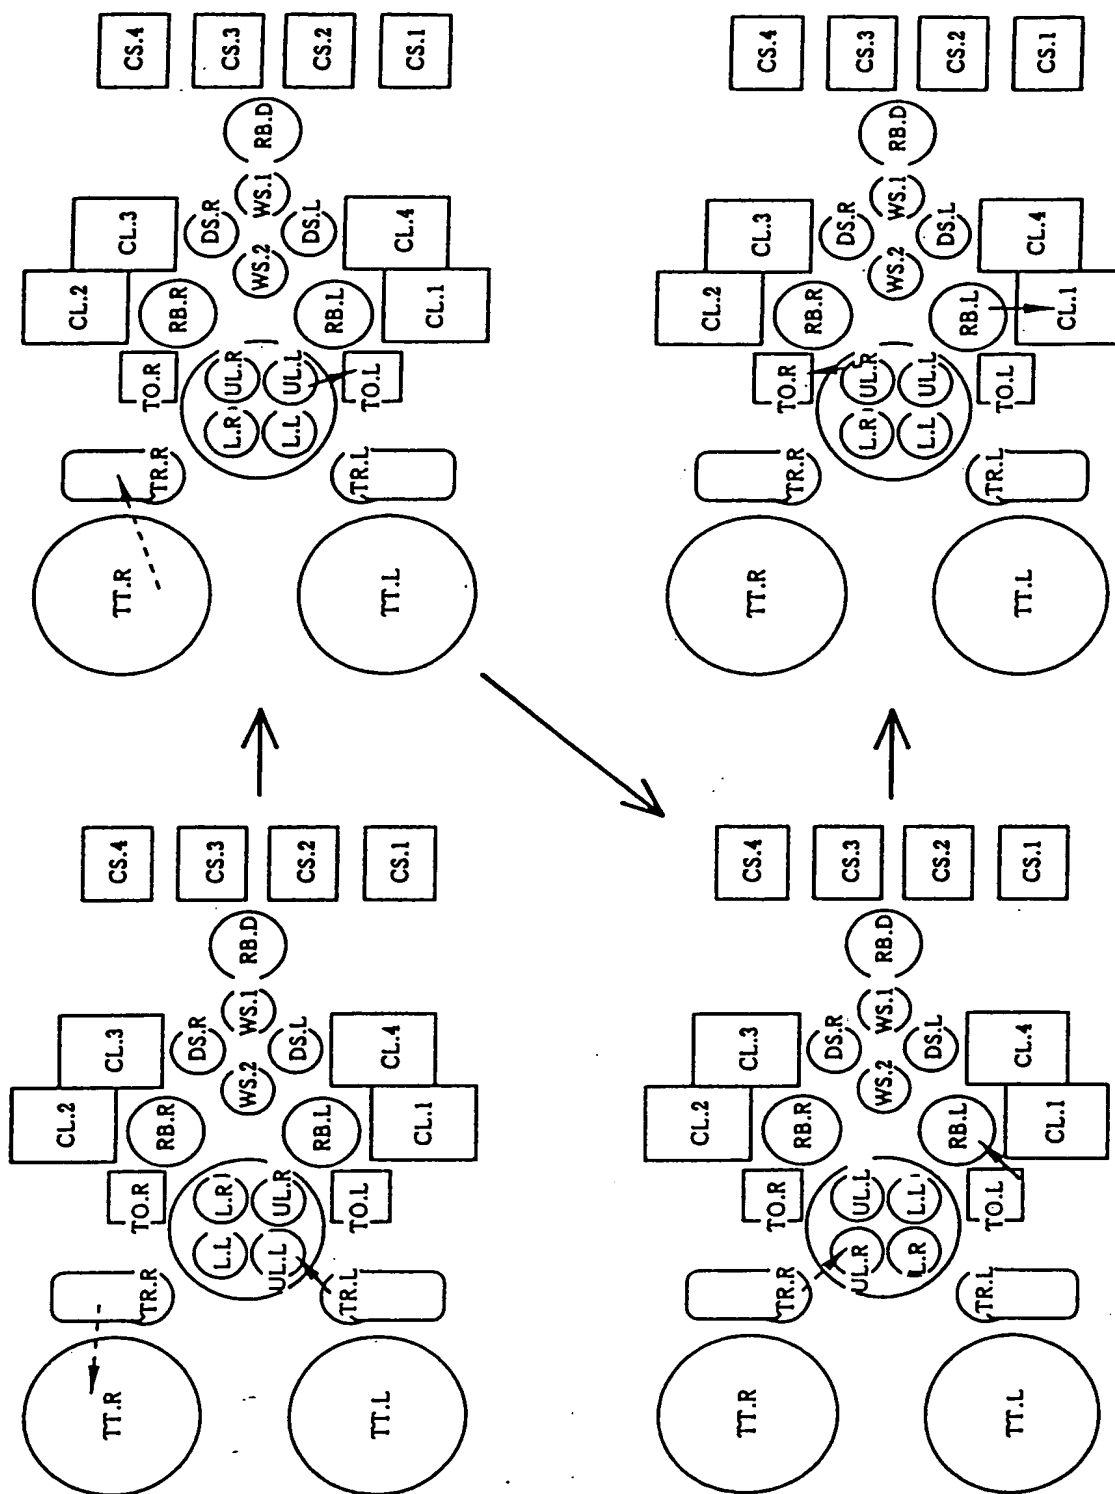 TT.L TT.R
TR.L TR.R
UL.L L.L
TO.L UL.R L.R TO.R
CL.1 RB.L RB.R CL.2
WS.2
CL.4 DS.L DS.R CL.3
WS.1
RB.D
CS.1 CS.2 CS.3 CS.4
TT.L TT.R
TR.L TR.R
L.L L.R
TO.L UL.L UL.R TO.R
CL.1 RB.L RB.R CL.2
WS.2
CL.4 DS.L DS.R CL.3
WS.1
RB.D
CS.1 CS.2 CS.3 CS.4
TT.L TT.R
TR.L TR.R
L.R UL.R
TO.L L.L UL.L TO.R
CL.1 RB.L RB.R CL.2
WS.2
CL.4 DS.L DS.R CL.3
WS.1
RB.D
CS.1 CS.2 CS.3 CS.4
TT.L TT.R
TR.L TR.R
L.L L.R
TO.L UL.L UL.R TO.R
CL.1 RB.L RB.R CL.2
WS.2
CL.4 DS.L DS.R CL.3
WS.1
RB.D
CS.1 CS.2 CS.3 CS.4